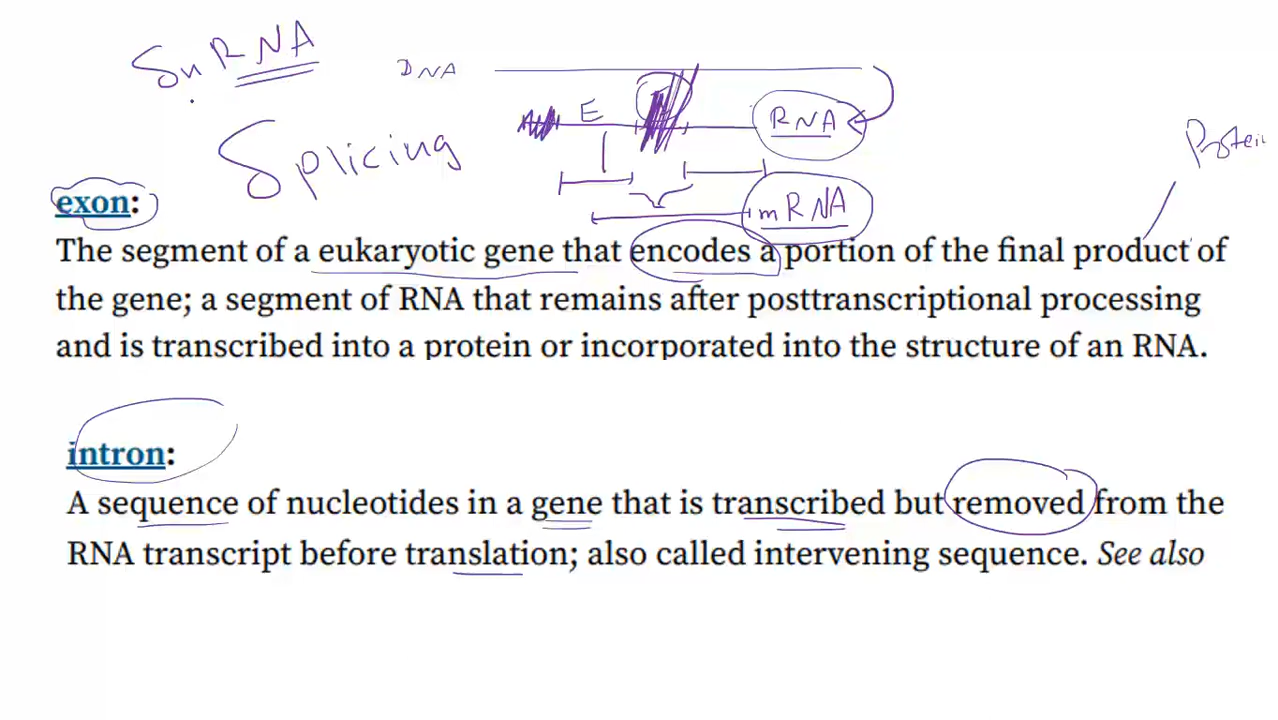 SnRNA
DNA
E
RNA
Protein
Splicing
mRNA
exon:
The segment of a eukaryotic gene that encodes a portion of the final product of
the gene; a segment of RNA that remains after posttranscriptional processing
and is transcribed into a protein or incorporated into the structure of an RNA.
intron:
A sequence of nucleotides in a gene that is transcribed but removed from the
RNA transcript before translation; also called intervening sequence. See also